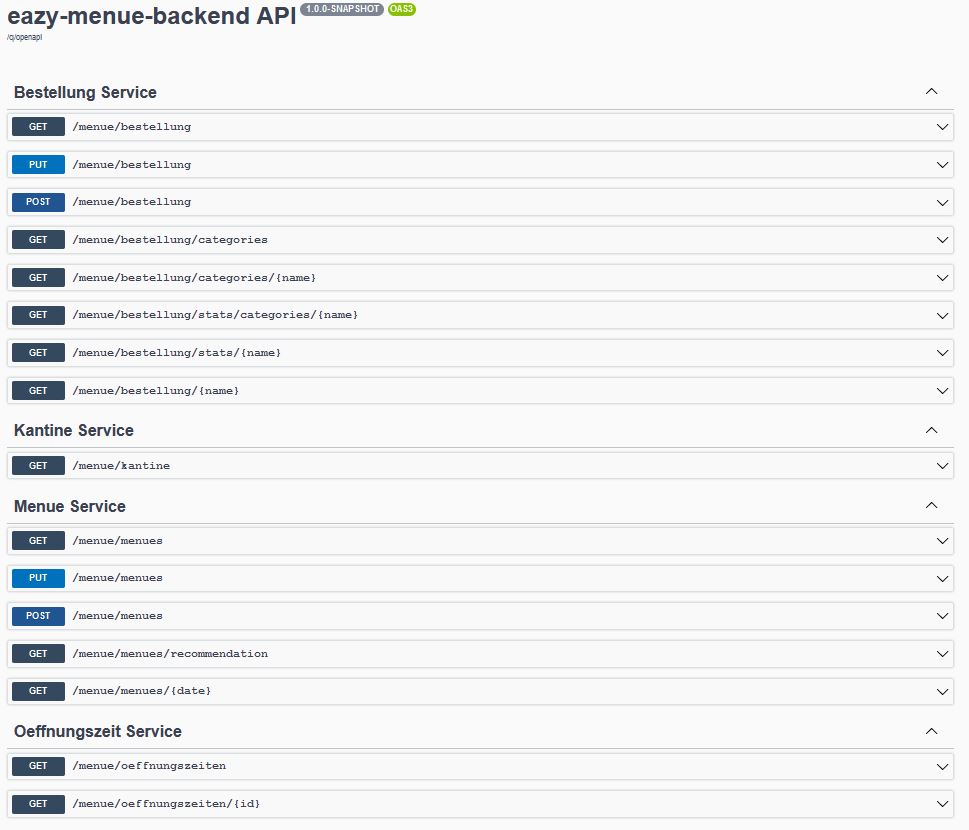 eazy-menue-backend API 1.0.0-SNAPSHOT OAS3
/q/openapi
Bestellung Service
GET /menue/bestellung
PUT /menue/bestellung
POST /menue/bestellung
GET /menue/bestellung/categories
GET /menue/bestellung/categories/{name}
GET /menue/bestellung/stats/categories/{name}
GET /menue/bestellung/stats/{name}
GET /menue/bestellung/{name}
Kantine Service
GET /menue/kantine
Menue Service
GET /menue/menues
PUT /menue/menues
POST /menue/menues
GET /menue/menues/recommendation
GET /menue/menues/{date}
Oeffnungszeit Service
GET /menue/oeffnungszeiten
GET /menue/oeffnungszeiten/{id}